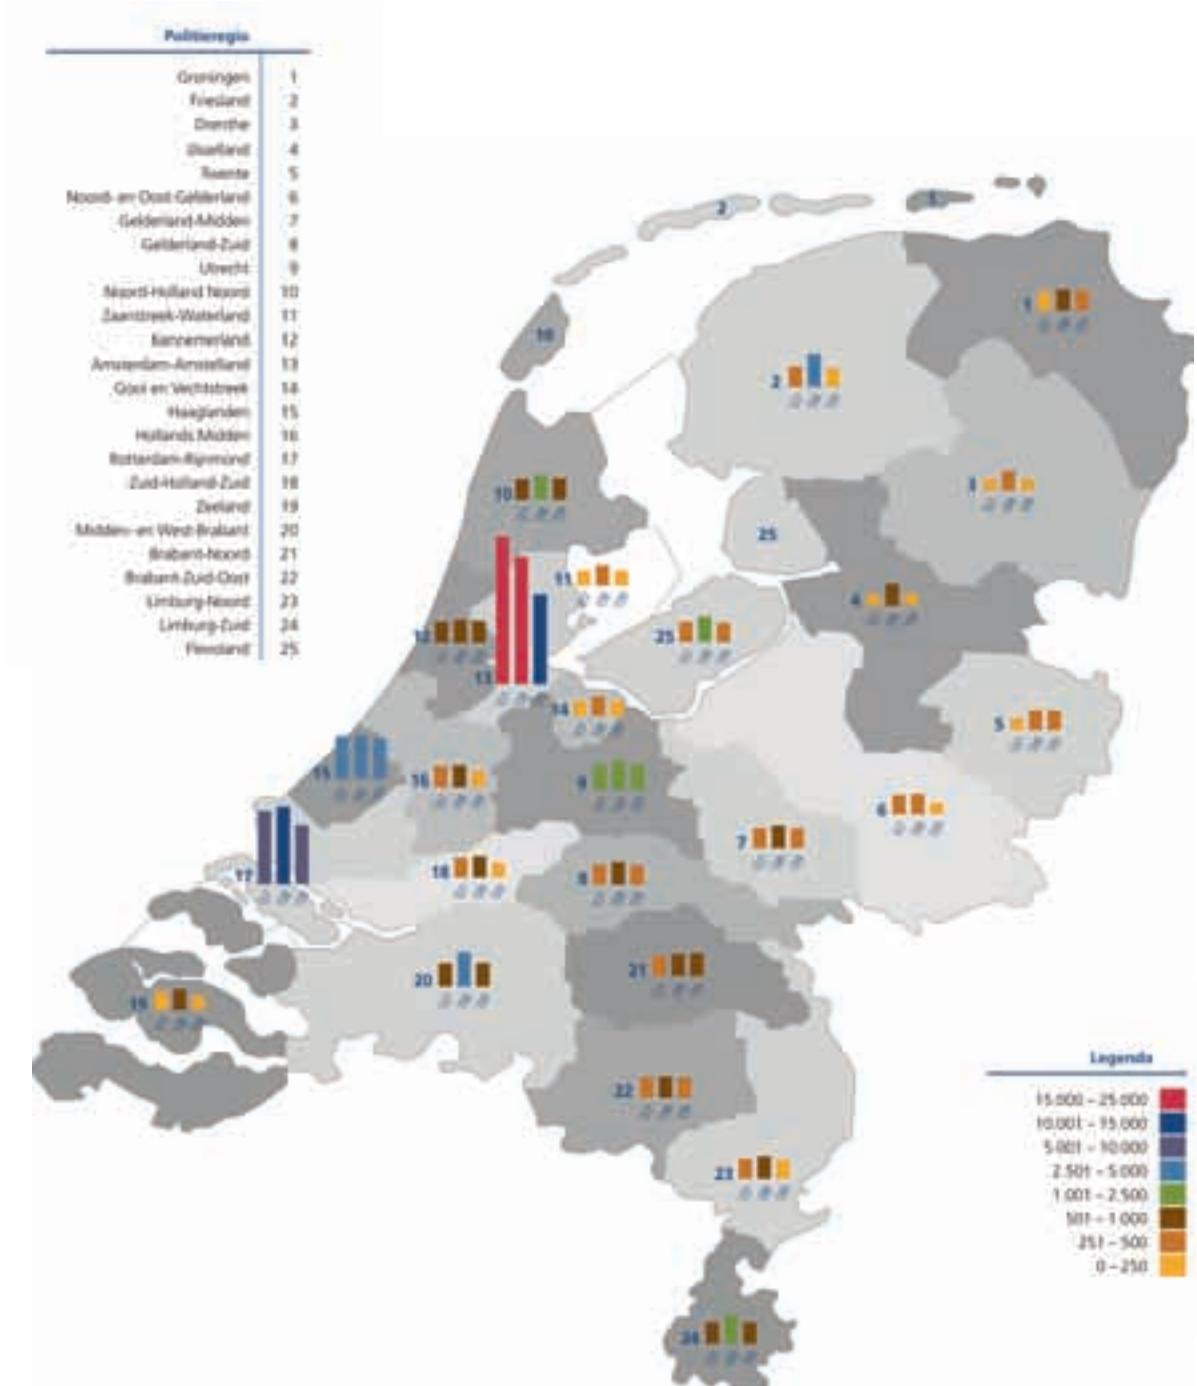 Politieregio
Groningen 1
Friesland 2
Drenthe 3
IJsselland 4
Twente 5
Noord- en Oost-Gelderland 6
Gelderland-Midden 7
Gelderland-Zuid 8
Utrecht 9
Noord-Holland Noord 10
Zaanstreek-Waterland 11
Kennemerland 12
Amsterdam-Amstelland 13
Gooi en Vechtstreek 14
Haaglanden 15
Hollands Midden 16
Rotterdam-Rijnmond 17
Zuid-Holland-Zuid 18
Zeeland 19
Midden- en West-Brabant 20
Brabant-Noord 21
Brabant-Zuid-Oost 22
Limburg-Noord 23
Limburg-Zuid 24
Flevoland 25
2
1
1
10
2
10
3
25
11
4
12
25
13
14
5
15
16
9
6
17
7
18
8
20
21
19
22
23
24
Legenda
15.000 – 25.000
10.001 – 15.000
5.001 – 10.000
2.501 – 5.000
1.001 – 2.500
501 – 1.000
251 – 500
0 – 250